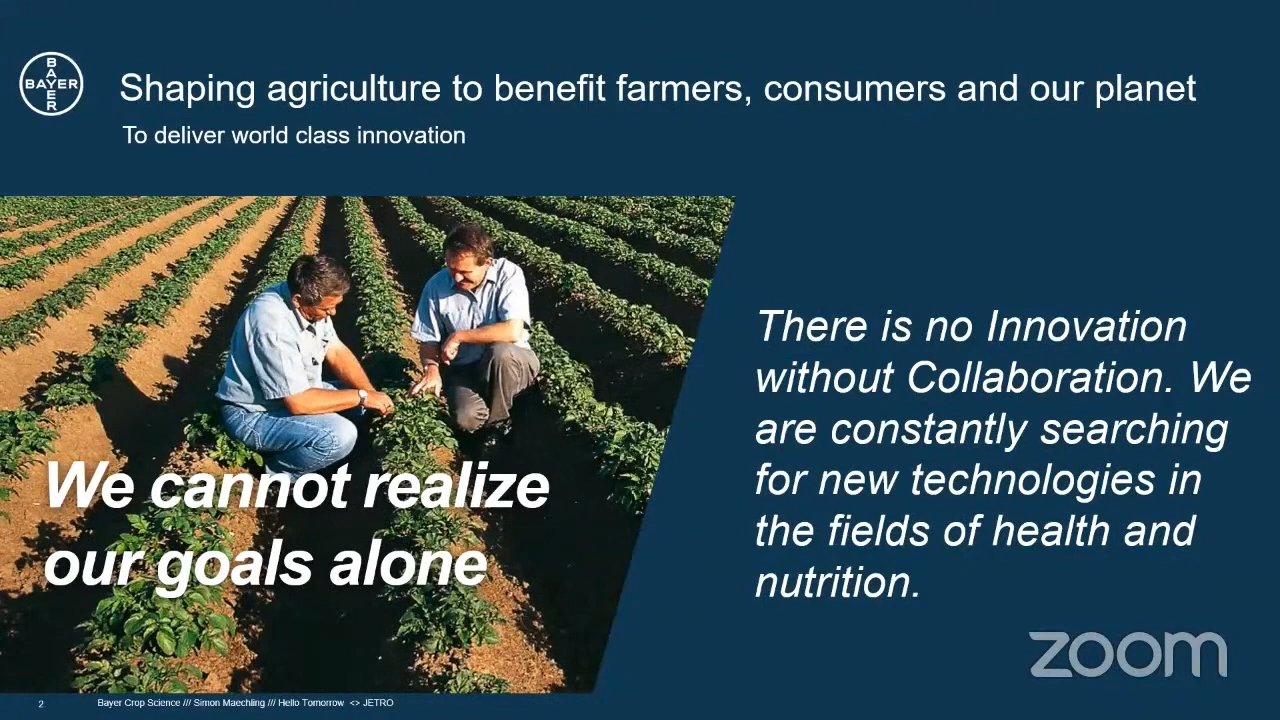 BAYER
BAYER
Shaping agriculture to benefit farmers, consumers and our planet
To deliver world class innovation
We cannot realize
our goals alone
There is no Innovation
without Collaboration. We
are constantly searching
for new technologies in
the fields of health and
nutrition.
zoom
2
Bayer Crop Science /// Simon Maechling /// Hello Tomorrow <> JETRO